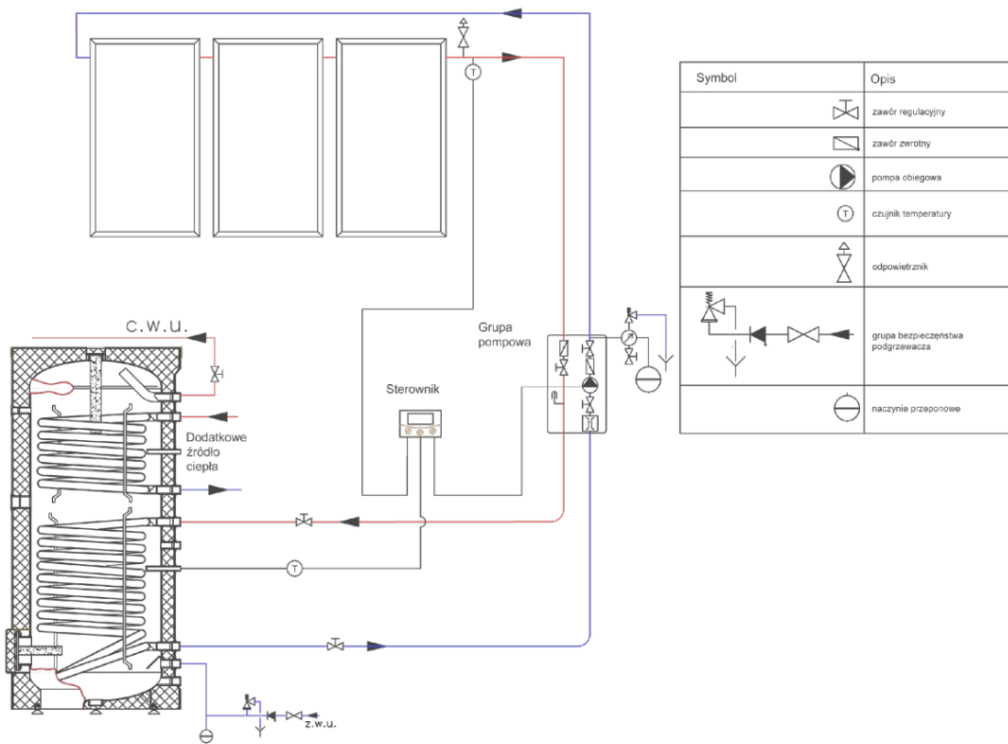 T
c.w.u.
Grupa
pompowa
Sterownik
Dodatkowe
źródło
ciepła
T
z.w.u.
Symbol Opis
zawór regulacyjny
zawór zwrotny
pompa obiegowa
T czujnik temperatury
odpowietrznik
grupa bezpieczeństwa
podgrzewacza
naczynie przeponowe